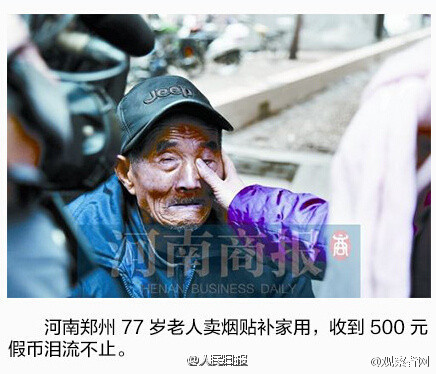 Jeep
河南商报
商
HENAN BUSINESS DAILY
河南郑州 77 岁老人卖烟贴补家用，收到 500 元
假币泪流不止。
@人民日报
@观察者网